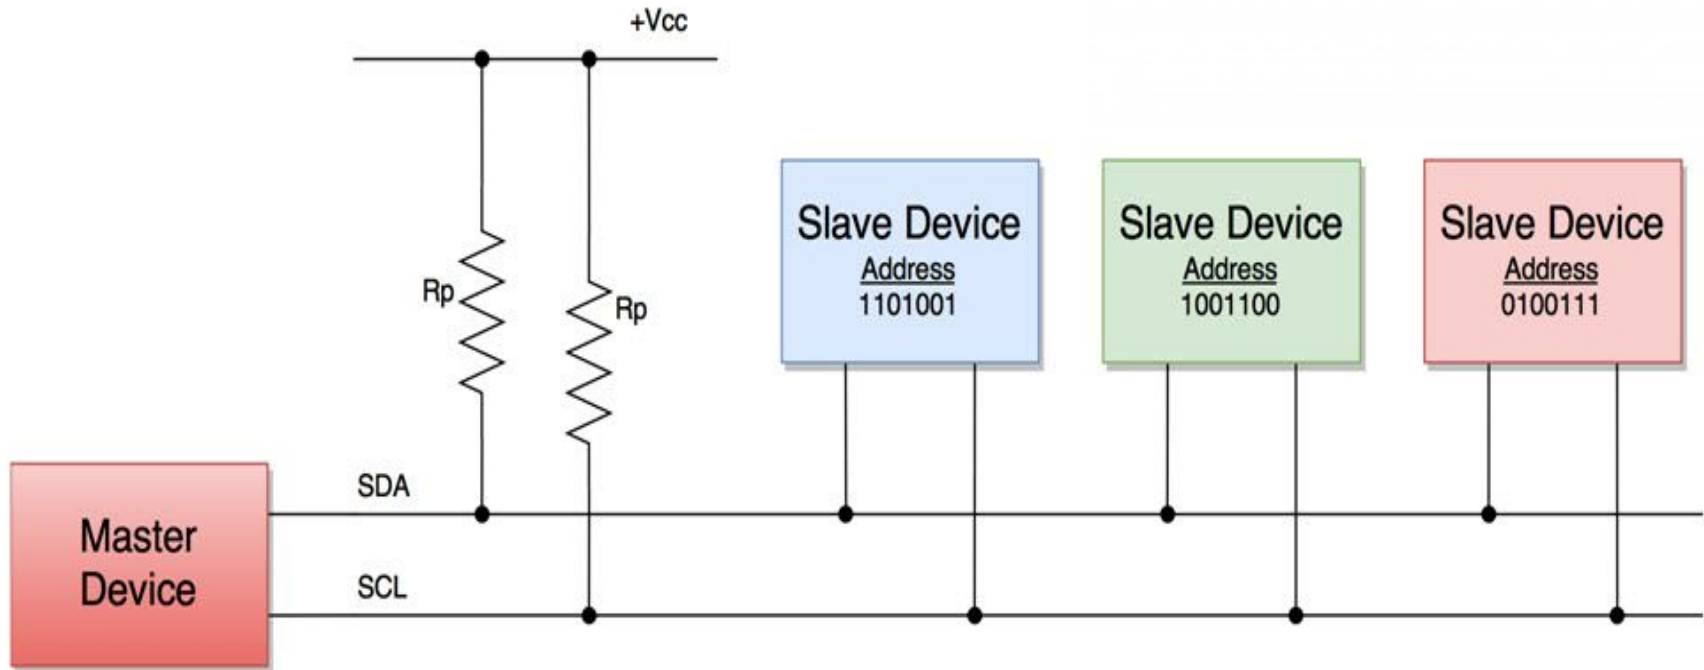 +Vcc
Rp
Rp
Slave Device
Address
1101001
Slave Device
Address
1001100
Slave Device
Address
0100111
SDA
Master
Device
SCL